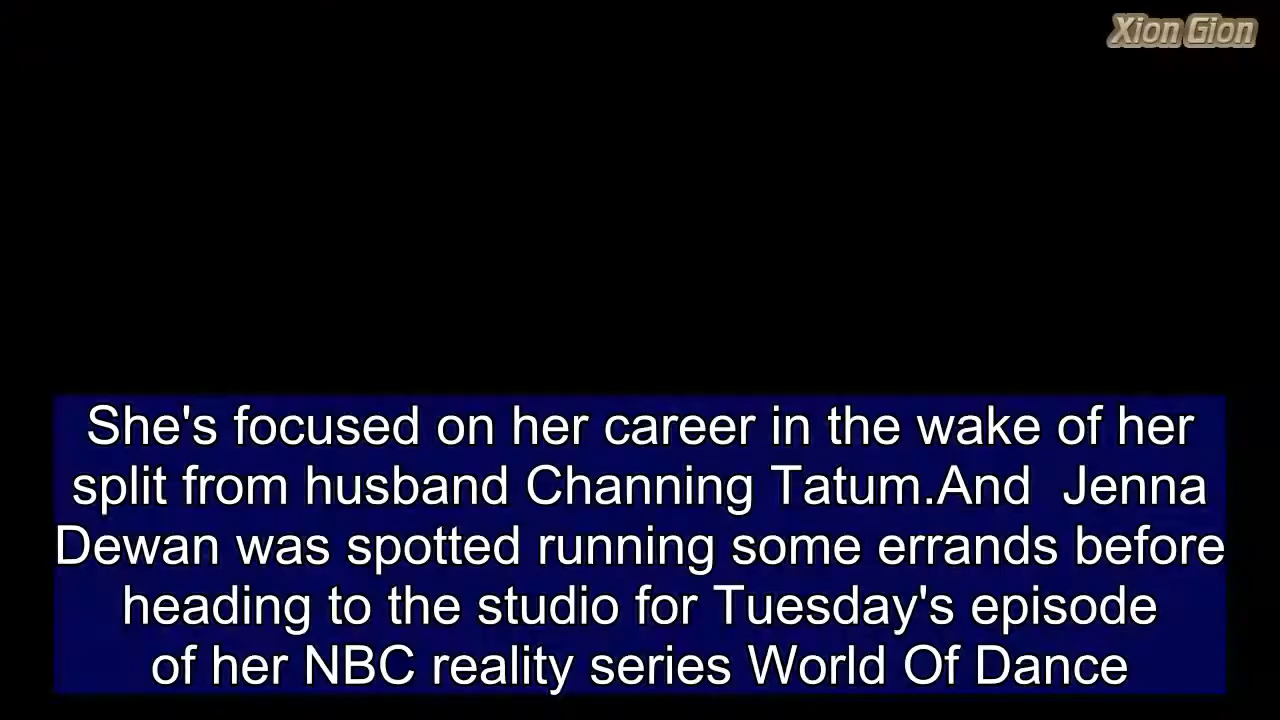 Xion Gion
She's focused on her career in the wake of her
split from husband Channing Tatum.And  Jenna
Dewan was spotted running some errands before
heading to the studio for Tuesday's episode
of her NBC reality series World Of Dance